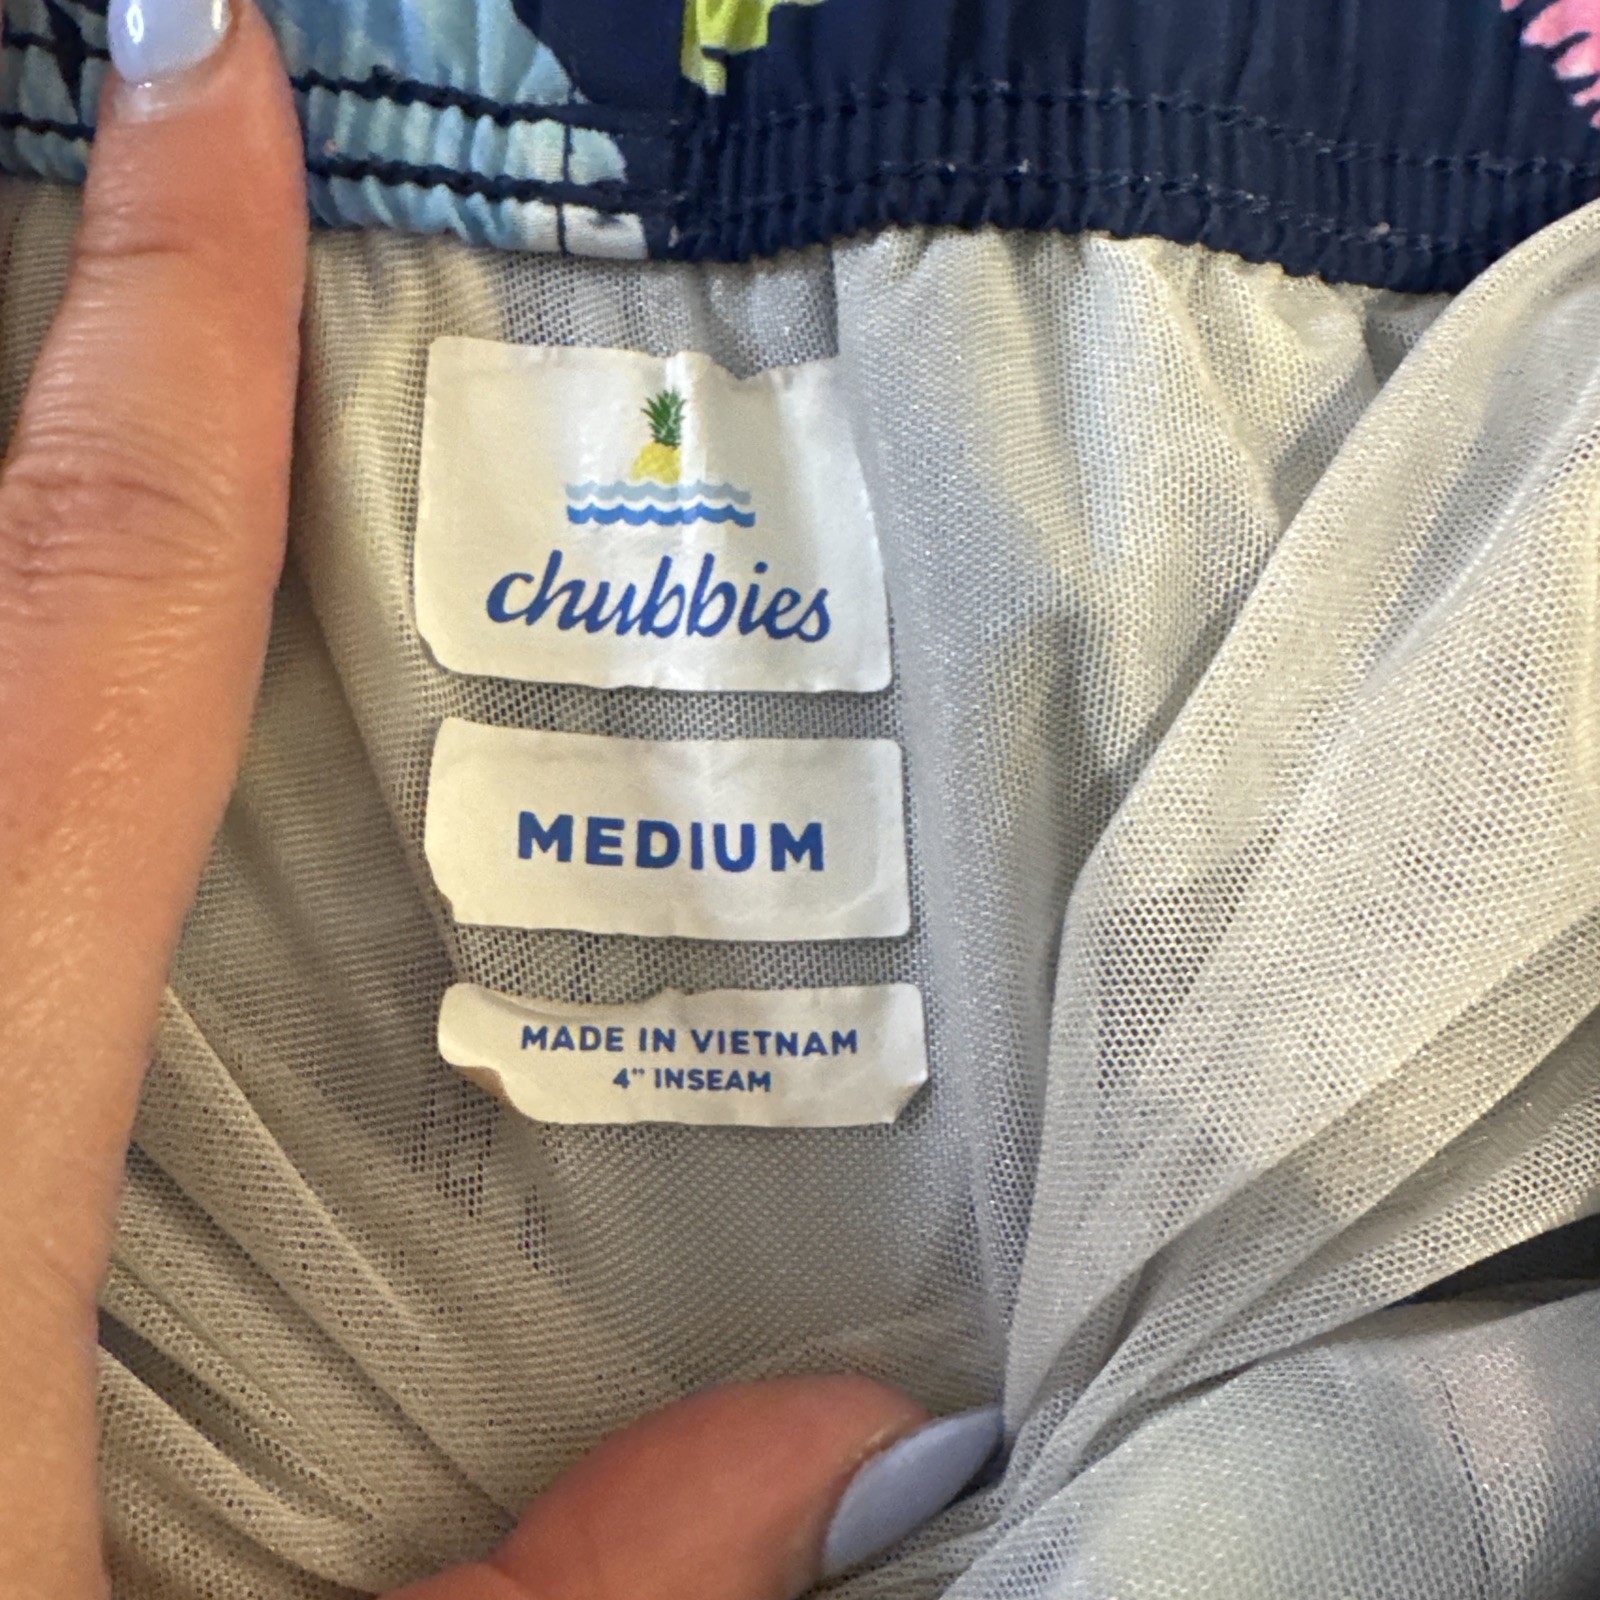 chubbies
MEDIUM
MADE IN VIETNAM
4" INSEAM